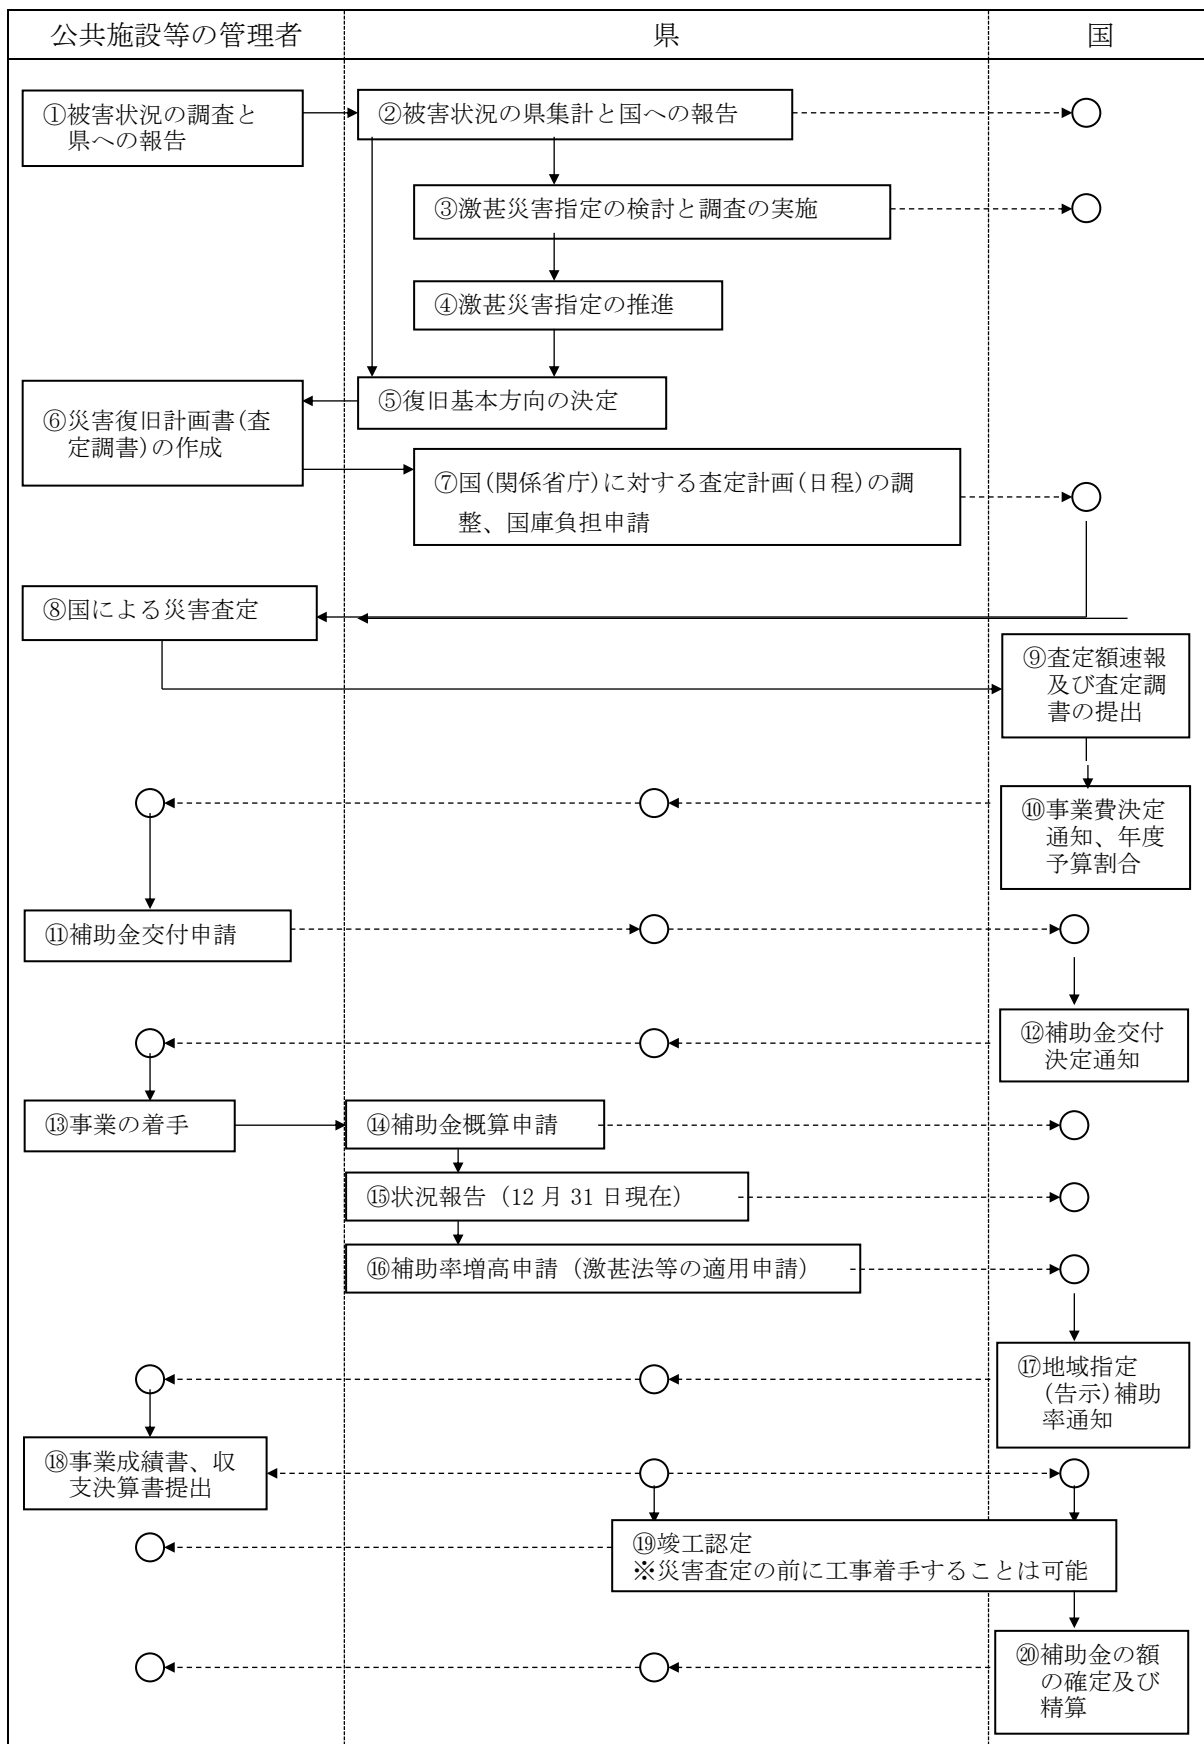 公共施設等の管理者
県
国
①被害状況の調査と
県への報告
②被害状況の県集計と国への報告
③激甚災害指定の検討と調査の実施
④激甚災害指定の推進
⑤復旧基本方向の決定
⑥災害復旧計画書(査
定調書)の作成
⑦国(関係省庁)に対する査定計画(日程)の調
整、国庫負担申請
⑧国による災害査定
⑨査定額速報
及び査定調
書の提出
⑩事業費決定
通知、年度
予算割合
⑪補助金交付申請
⑫補助金交付
決定通知
⑬事業の着手
⑭補助金概算申請
⑮状況報告（12 月 31 日現在）
⑯補助率増高申請（激甚法等の適用申請）
⑰地域指定
(告示)補助
率通知
⑱事業成績書、収
支決算書提出
⑲竣工認定
※災害査定の前に工事着手することは可能
⑳補助金の額
の確定及び
精算